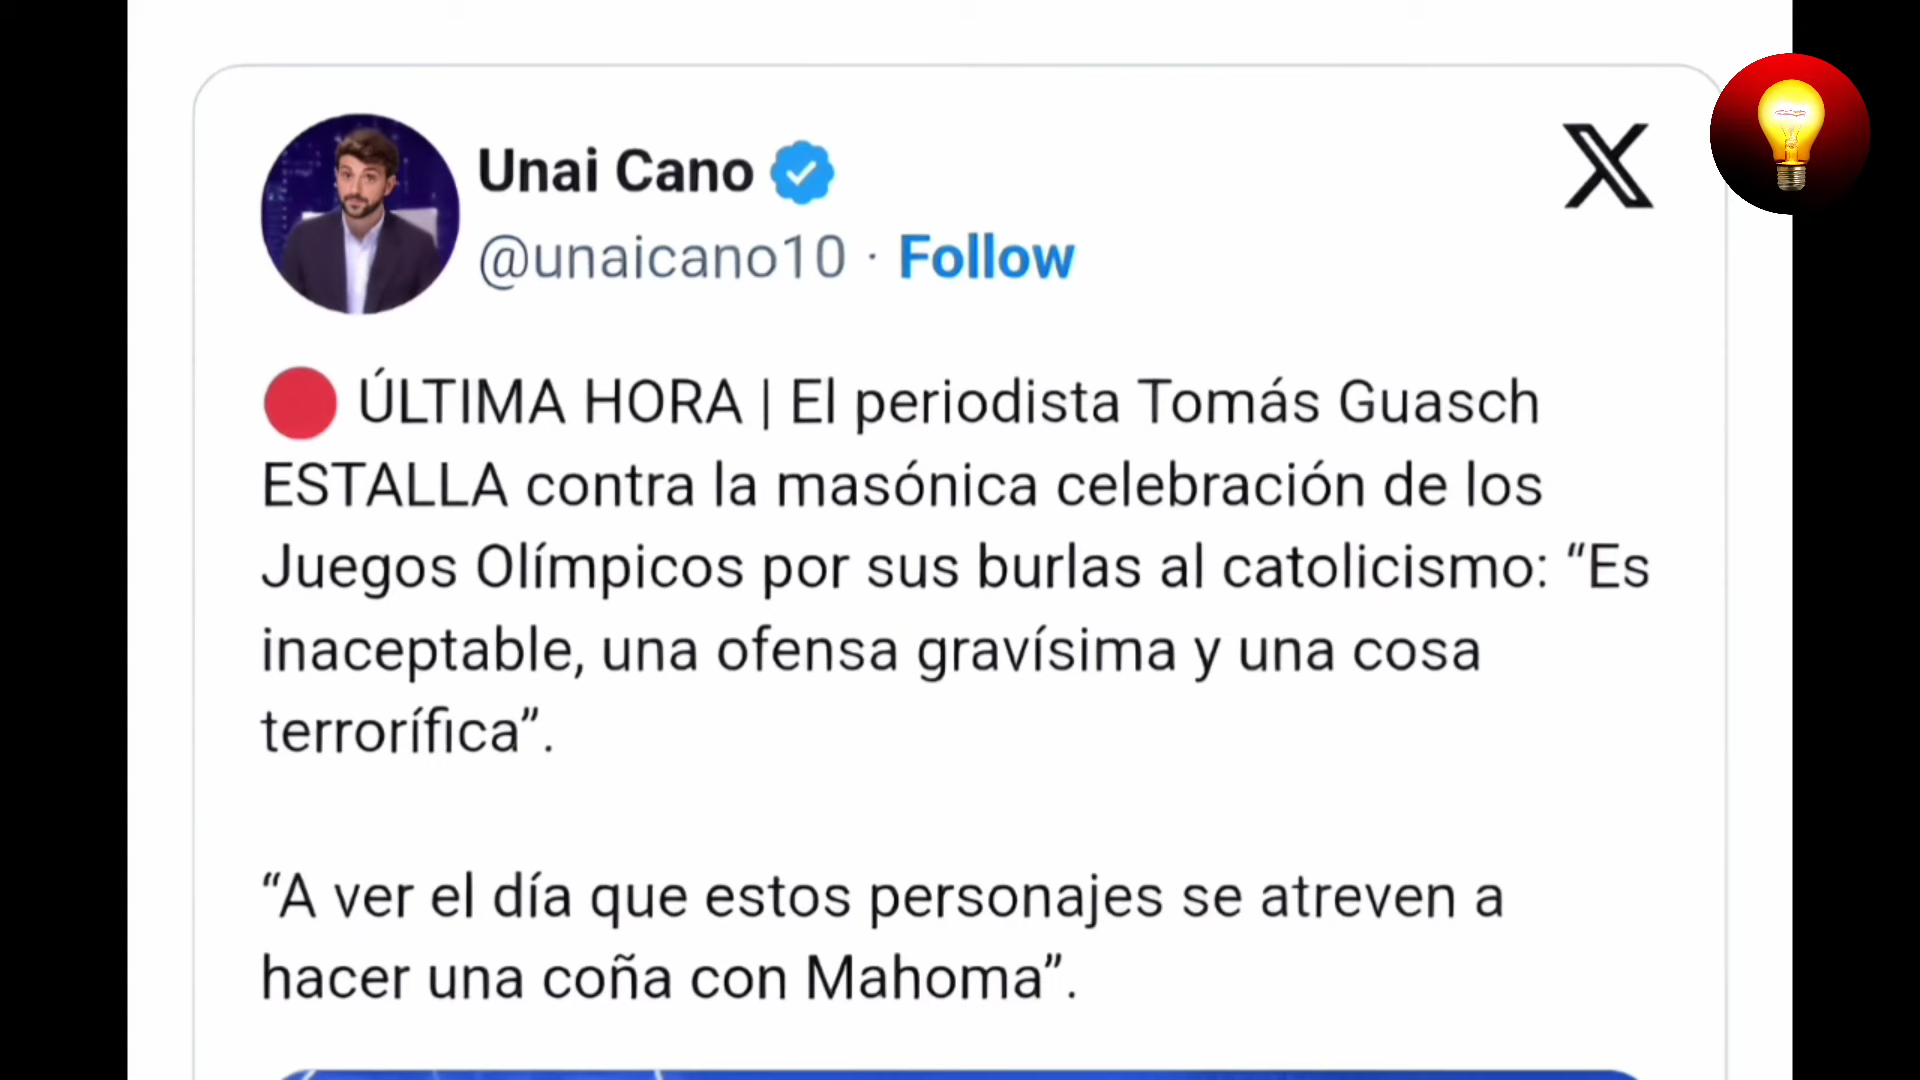 Unai Cano
@unaicano10 · Follow
🔴 ÚLTIMA HORA | El periodista Tomás Guasch
ESTALLA contra la masónica celebración de los
Juegos Olímpicos por sus burlas al catolicismo: “Es
inaceptable, una ofensa gravísima y una cosa
terrorífica”.
“A ver el día que estos personajes se atreven a
hacer una coña con Mahoma”.